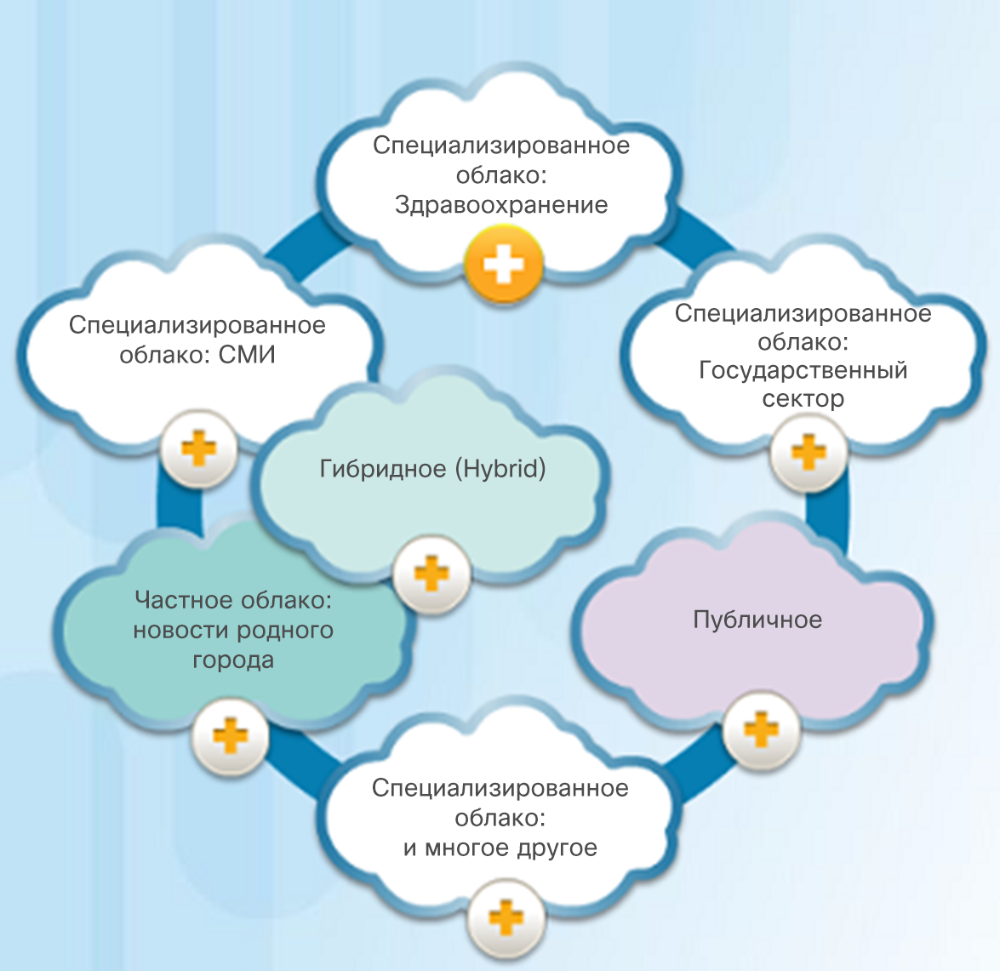 Специализированное
облако:
Здравоохранение
Специализированное
облако: СМИ
Специализированное
облако:
Государственный
сектор
Гибридное (Hybrid)
Частное облако:
новости родного
города
Публичное
Специализированное
облако:
и многое другое